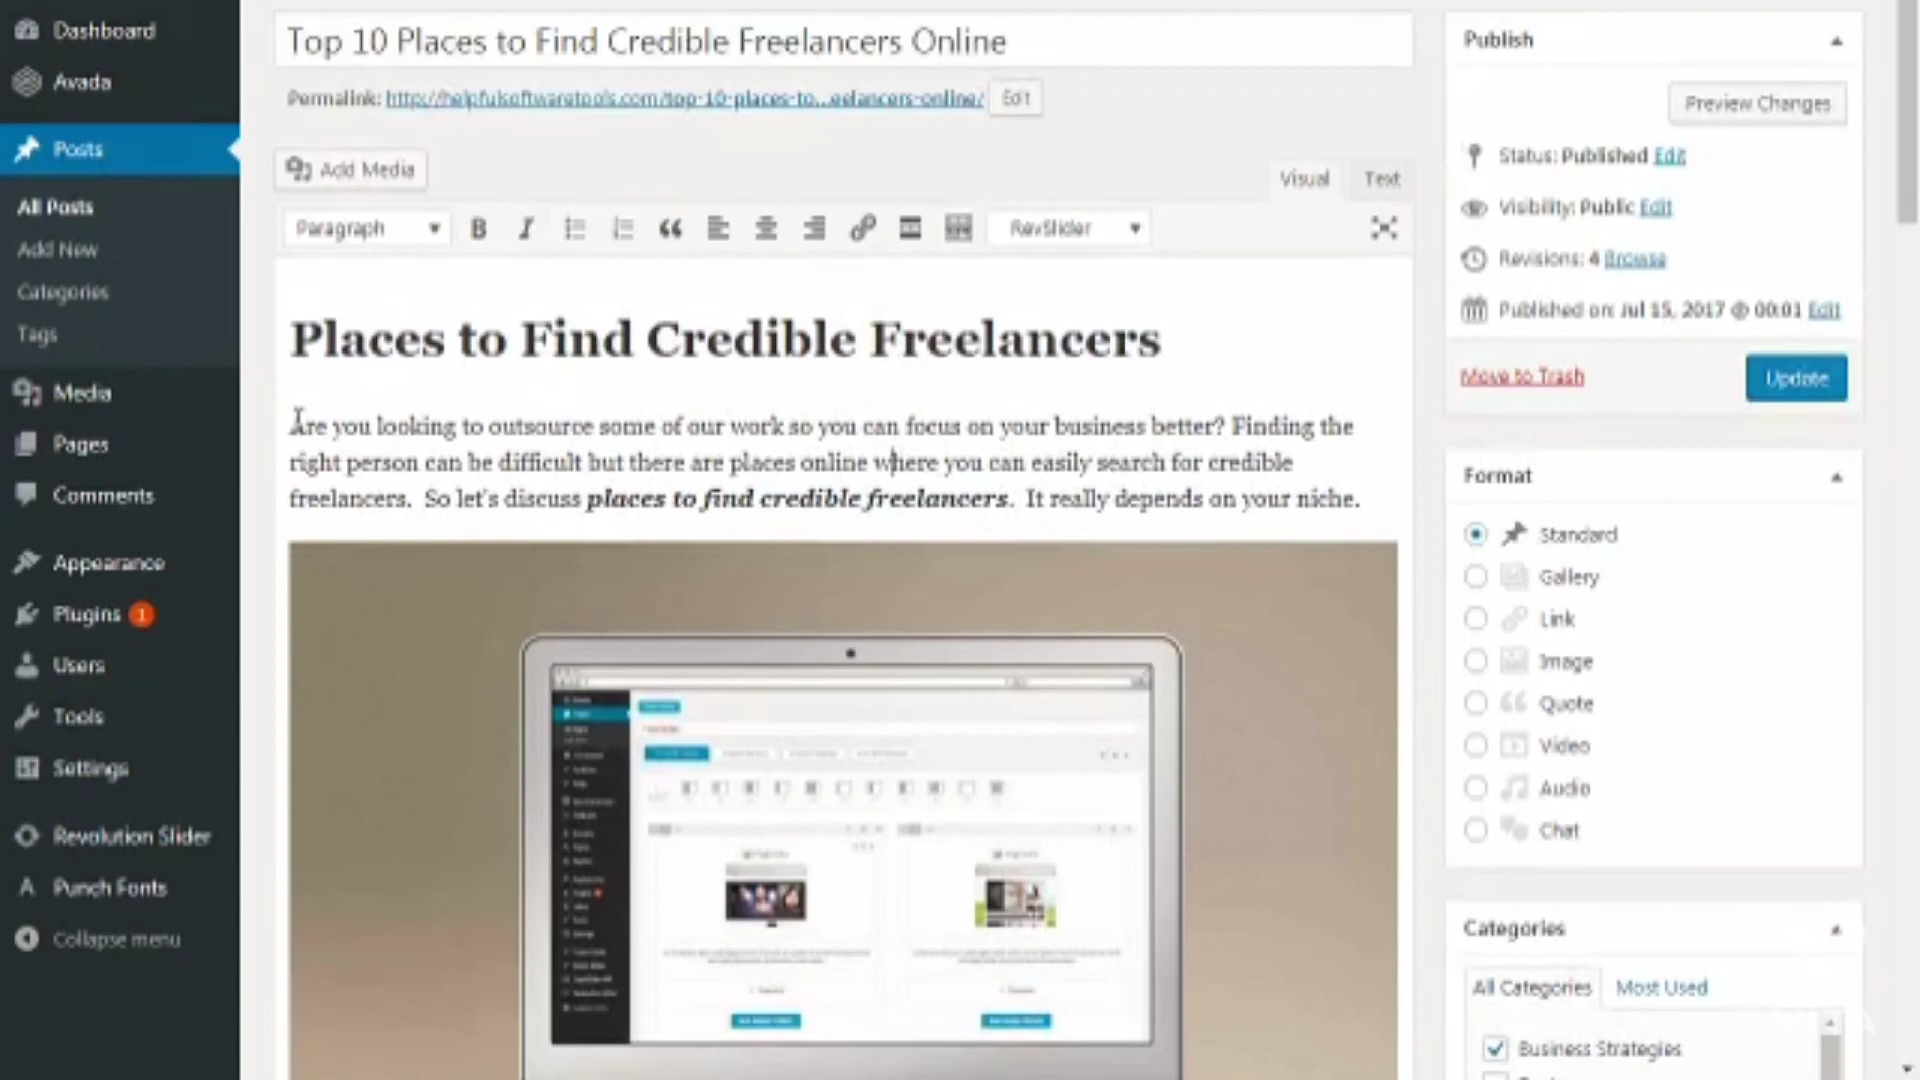 Dashboard
Avada
Posts
All Posts
Add New
Categories
Tags
Media
Pages
Comments
Appearance
Plugins 1
Users
Tools
Settings
Revolution Slider
Punch Fonts
Collapse menu
Top 10 Places to Find Credible Freelancers Online
Permalink: http://helpfulsoftwaretools.com/top-10-places-to...eelancers-online/ Edit
Add Media
Visual Text
Paragraph B I RevSlider
Places to Find Credible Freelancers
Are you looking to outsource some of our work so you can focus on your business better? Finding the
right person can be difficult but there are places online where you can easily search for credible
freelancers. So let's discuss places to find credible freelancers. It really depends on your niche.
Publish
Preview Changes
Status: Published Edit
Visibility: Public Edit
Revisions: 4 Browse
Published on: Jul 15, 2017 @ 00:01 Edit
Move to Trash Update
Format
Standard
Gallery
Link
Image
Quote
Video
Audio
Chat
Categories
All Categories Most Used
Business Strategies